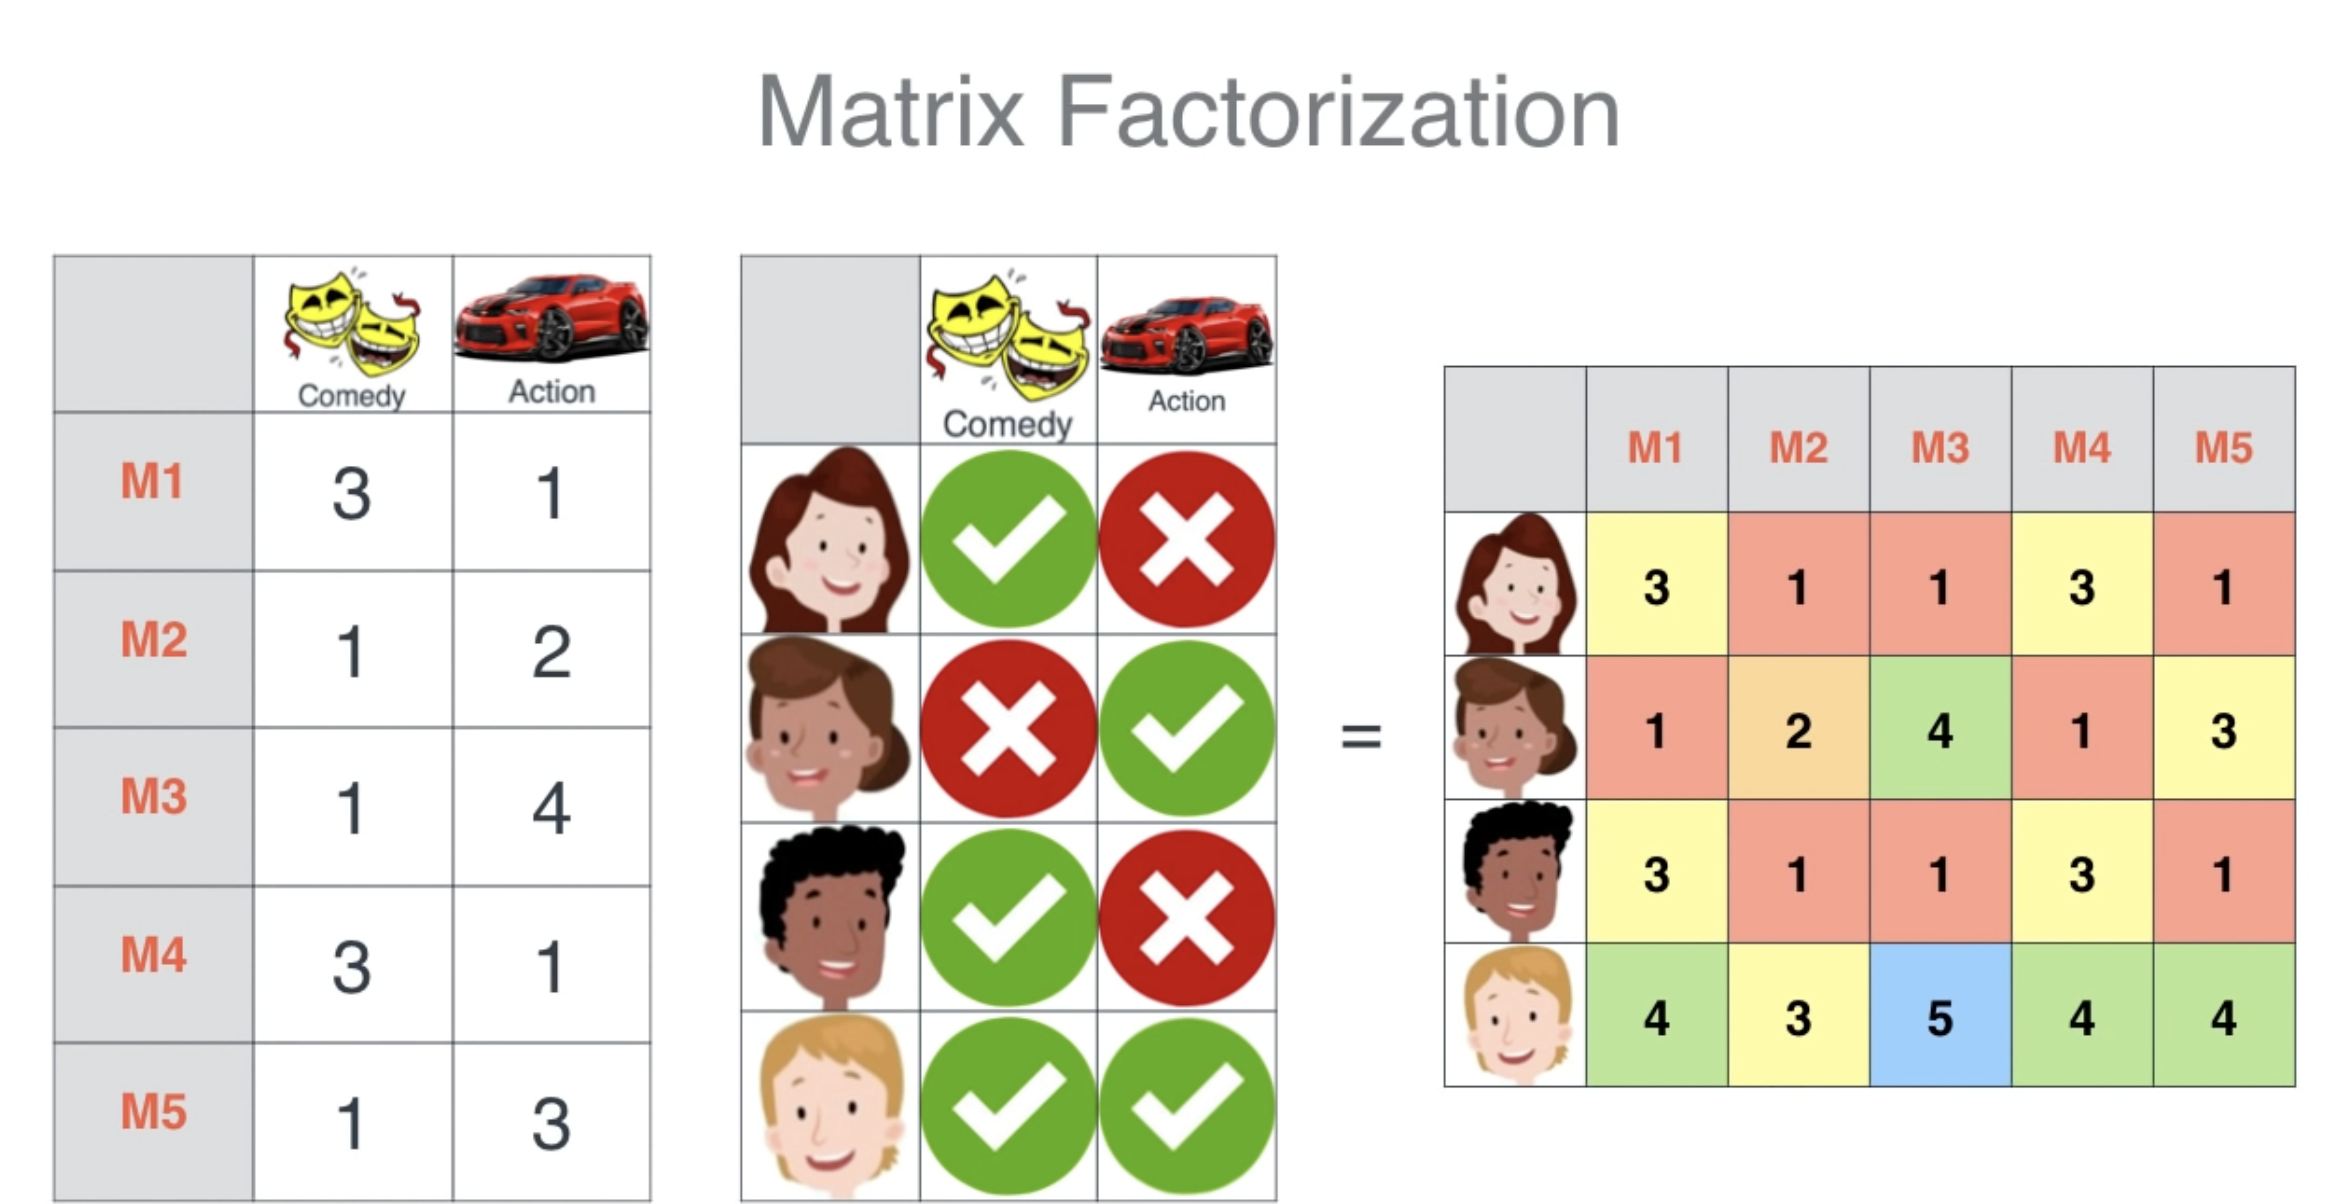 Matrix Factorization
Comedy Action
M1 3 1
M2 1 2
M3 1 4
M4 3 1
M5 1 3
Comedy Action
=
M1 M2 M3 M4 M5
3 1 1 3 1
1 2 4 1 3
3 1 1 3 1
4 3 5 4 4